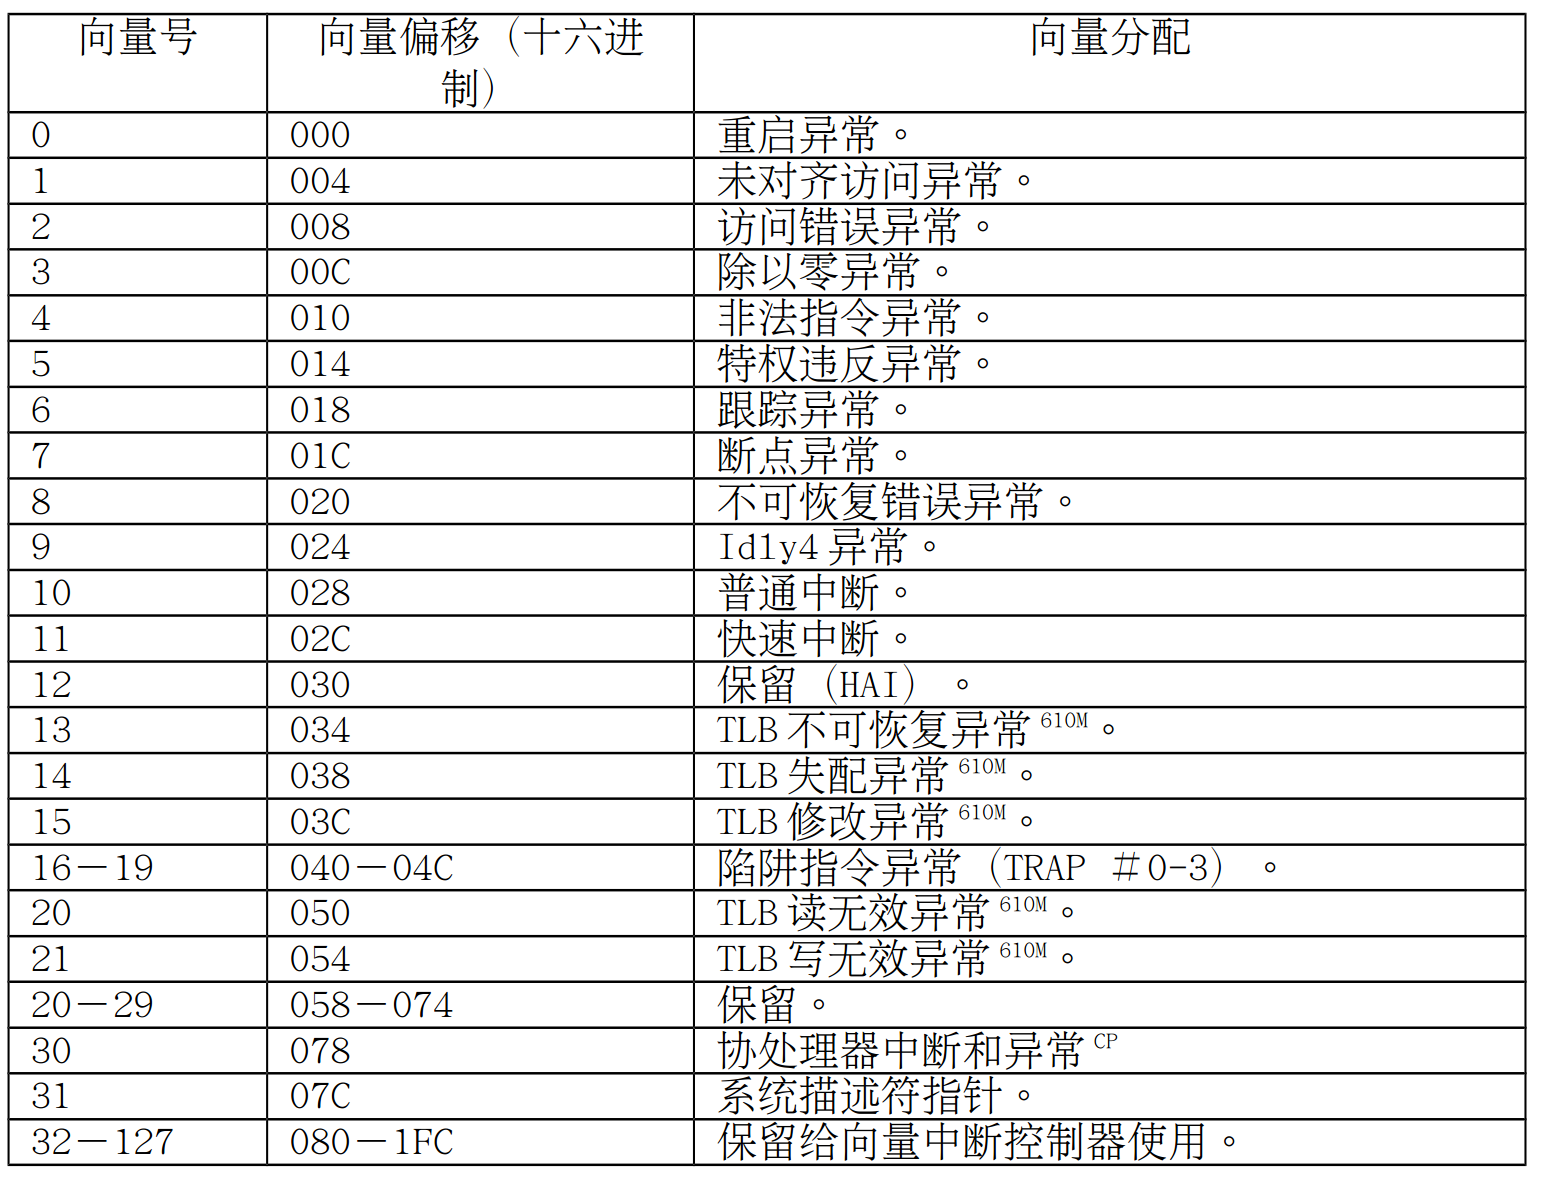 向量号 向量偏移（十六进制） 向量分配
0 000 重启异常。
1 004 未对齐访问异常。
2 008 访问错误异常。
3 00C 除以零异常。
4 010 非法指令异常。
5 014 特权违反异常。
6 018 跟踪异常。
7 01C 断点异常。
8 020 不可恢复错误异常。
9 024 Idly4 异常。
10 028 普通中断。
11 02C 快速中断。
12 030 保留（HAI）。
13 034 TLB 不可恢复异常 610M。
14 038 TLB 失配异常 610M。
15 03C TLB 修改异常 610M。
16－19 040－04C 陷阱指令异常（TRAP ＃0-3）。
20 050 TLB 读无效异常 610M。
21 054 TLB 写无效异常 610M。
20－29 058－074 保留。
30 078 协处理器中断和异常 CP
31 07C 系统描述符指针。
32－127 080－1FC 保留给向量中断控制器使用。